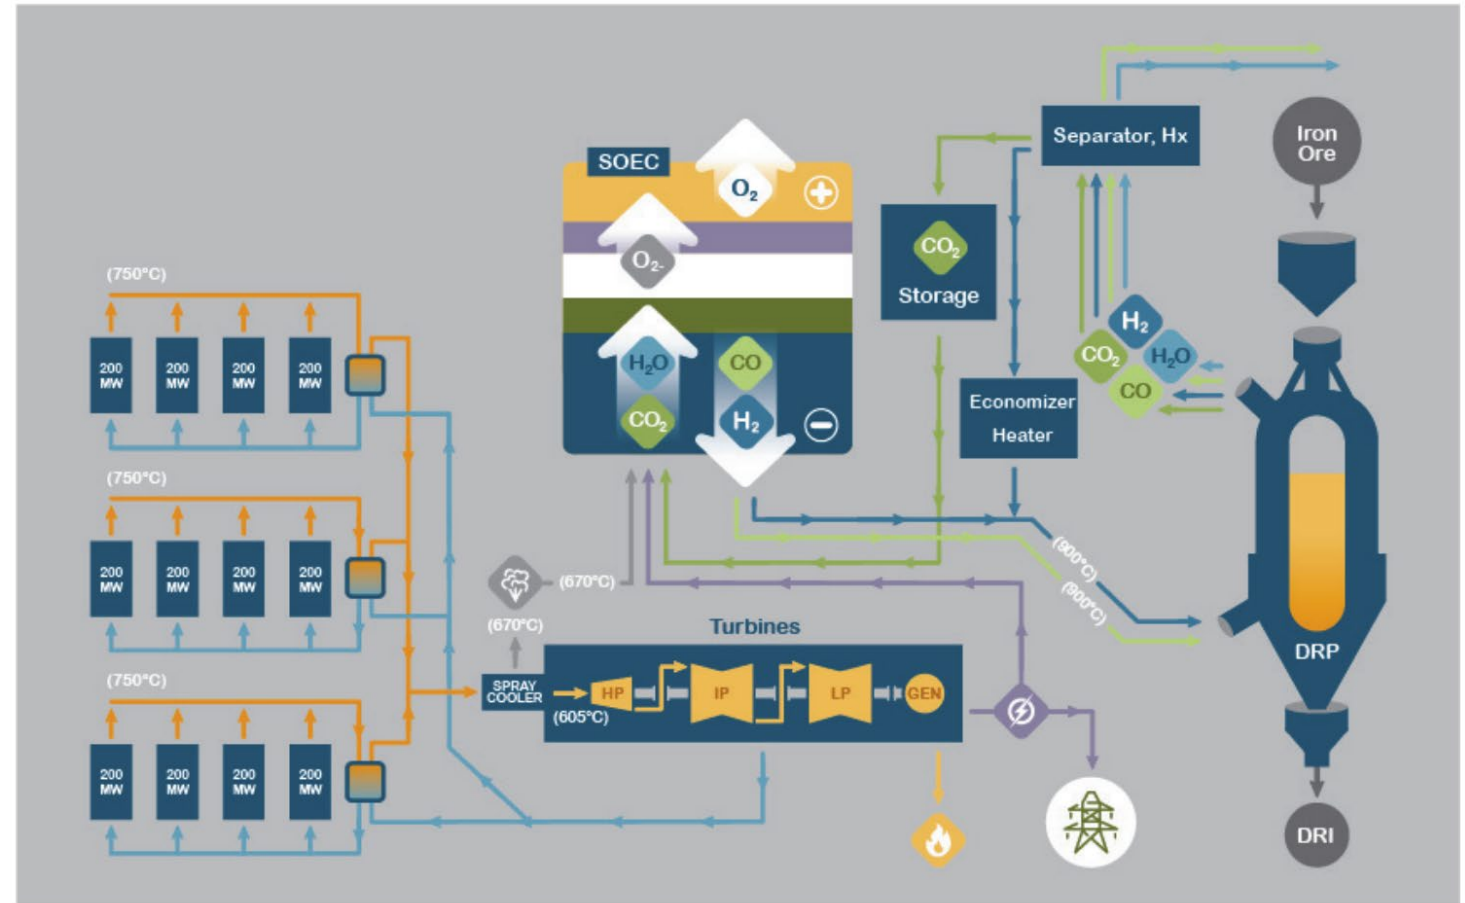 Separator, Hx
Iron
Ore
SOEC
O2
O2-
CO2
Storage
(750°C)
200
MW
200
MW
200
MW
200
MW
H2O
CO
CO2
H2
H2
CO2
H2O
CO
Economizer
Heater
(750°C)
200
MW
200
MW
200
MW
200
MW
(900°C)
(900°C)
(670°C)
(670°C)
Turbines
DRP
(750°C)
SPRAY
COOLER
(605°C)
HP
IP
LP
GEN
200
MW
200
MW
200
MW
200
MW
DRI